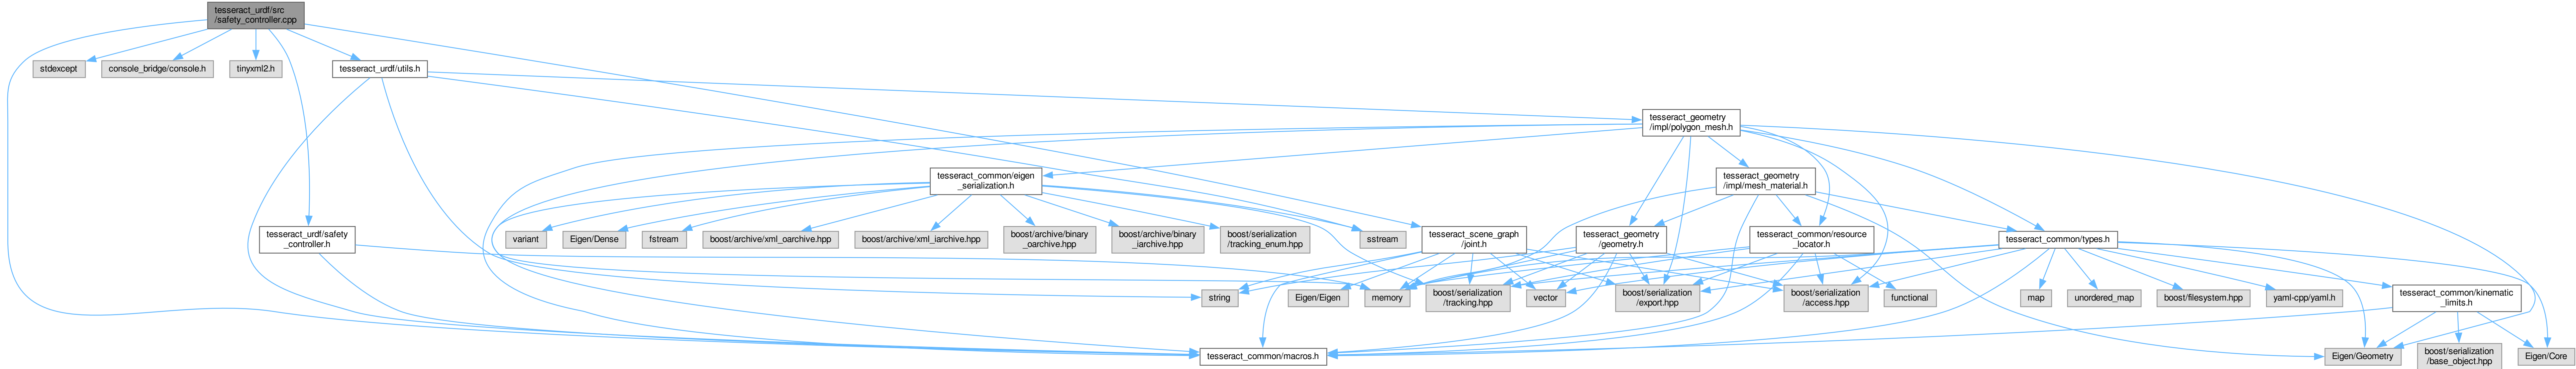 tesseract_urdf/src
/safety_controller.cpp
stdexcept
console_bridge/console.h
tinyxml2.h
tesseract_urdf/utils.h
tesseract_geometry
/impl/polygon_mesh.h
tesseract_common/eigen
_serialization.h
tesseract_geometry
/impl/mesh_material.h
tesseract_urdf/safety
_controller.h
variant
Eigen/Dense
fstream
boost/archive/xml_oarchive.hpp
boost/archive/xml_iarchive.hpp
boost/archive/binary
_oarchive.hpp
boost/archive/binary
_iarchive.hpp
boost/serialization
/tracking_enum.hpp
sstream
tesseract_scene_graph
/joint.h
tesseract_geometry
/geometry.h
tesseract_common/resource
_locator.h
tesseract_common/types.h
string
Eigen/Eigen
memory
boost/serialization
/tracking.hpp
vector
boost/serialization
/export.hpp
boost/serialization
/access.hpp
functional
map
unordered_map
boost/filesystem.hpp
yaml-cpp/yaml.h
tesseract_common/kinematic
_limits.h
tesseract_common/macros.h
Eigen/Geometry
boost/serialization
/base_object.hpp
Eigen/Core